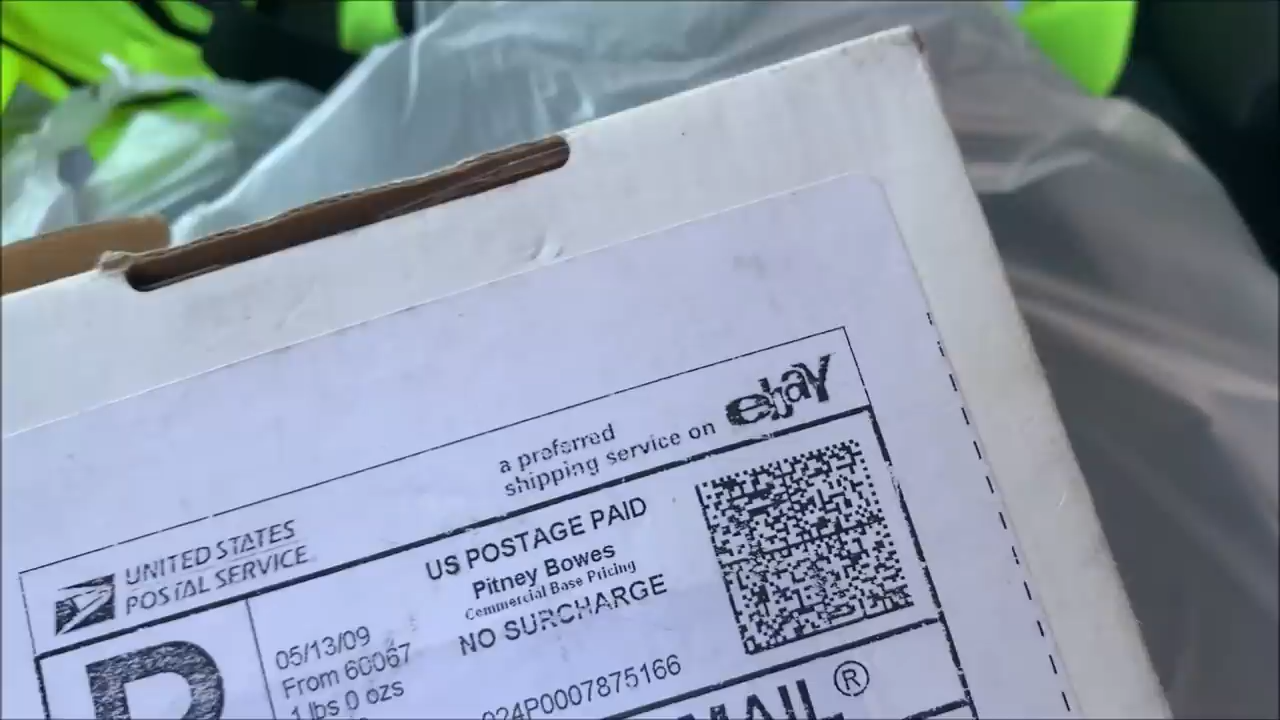 a preferred
shipping service on ebay
UNITED STATES
POSTAL SERVICE
US POSTAGE PAID
Pitney Bowes
Commercial Base Pricing
NO SURCHARGE
P
05/13/09
From 60067
1 lbs 0 ozs
024P0007875166
MAIL®